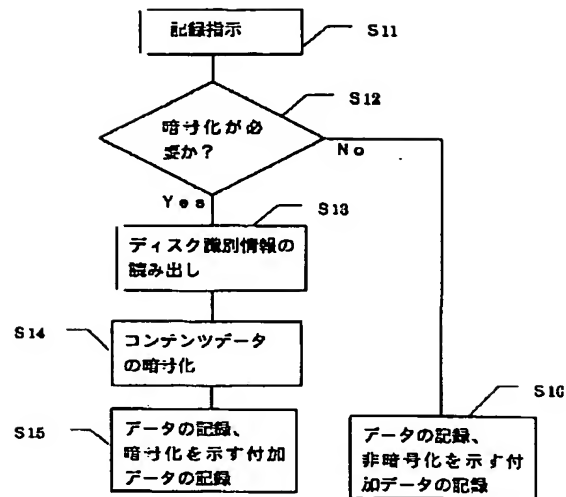 記録指示
S11
S12
暗号化が必
要か?
No
Yes
S13
ディスク識別情報の
読み出し
S14
コンテンツデータ
の暗号化
S16
S15
データの記録、
暗号化を示す付加
データの記録
データの記録、
非暗号化を示す付
加データの記録